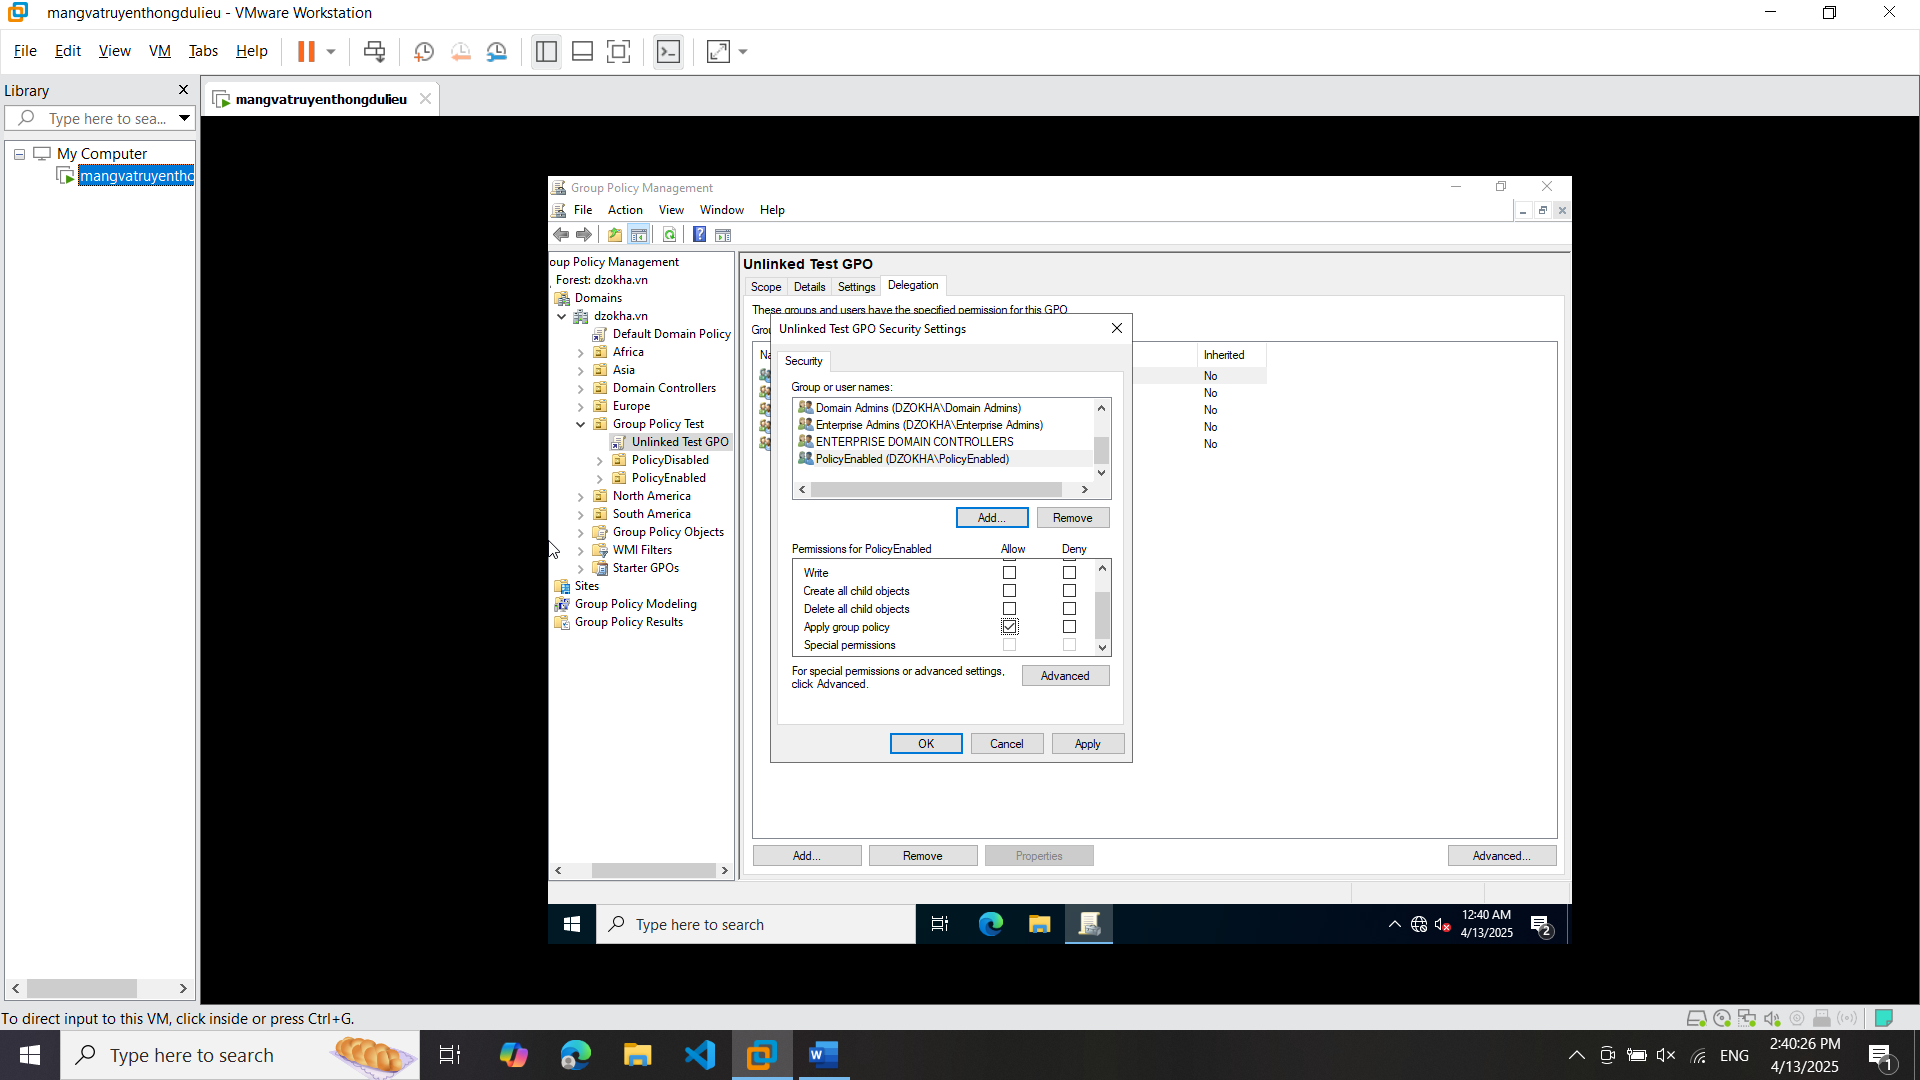 mangvatruyenthongdulieu - VMware Workstation
File Edit View VM Tabs Help
Library
Type here to sea...
My Computer
mangvatruyenthc
mangvatruyenthongdulieu
Group Policy Management
File Action View Window Help
oup Policy Management
Forest: dzokha.vn
Domains
dzokha.vn
Default Domain Policy
Africa
Asia
Domain Controllers
Europe
Group Policy Test
Unlinked Test GPO
PolicyDisabled
PolicyEnabled
North America
South America
Group Policy Objects
WMI Filters
Starter GPOs
Sites
Group Policy Modeling
Group Policy Results
Unlinked Test GPO
Scope Details Settings Delegation
These groups and users have the specified permission for this GPO
Grou
Na
Inherited
No
No
No
No
No
Unlinked Test GPO Security Settings
Security
Group or user names:
Domain Admins (DZOKHA\Domain Admins)
Enterprise Admins (DZOKHA\Enterprise Admins)
ENTERPRISE DOMAIN CONTROLLERS
PolicyEnabled (DZOKHA\PolicyEnabled)
Add... Remove
Permissions for PolicyEnabled Allow Deny
Write
Create all child objects
Delete all child objects
Apply group policy
Special permissions
For special permissions or advanced settings,
click Advanced.
Advanced
OK Cancel Apply
Add... Remove Properties Advanced...
Type here to search
12:40 AM
4/13/2025
2
To direct input to this VM, click inside or press Ctrl+G.
Type here to search
ENG
2:40:26 PM
4/13/2025
1